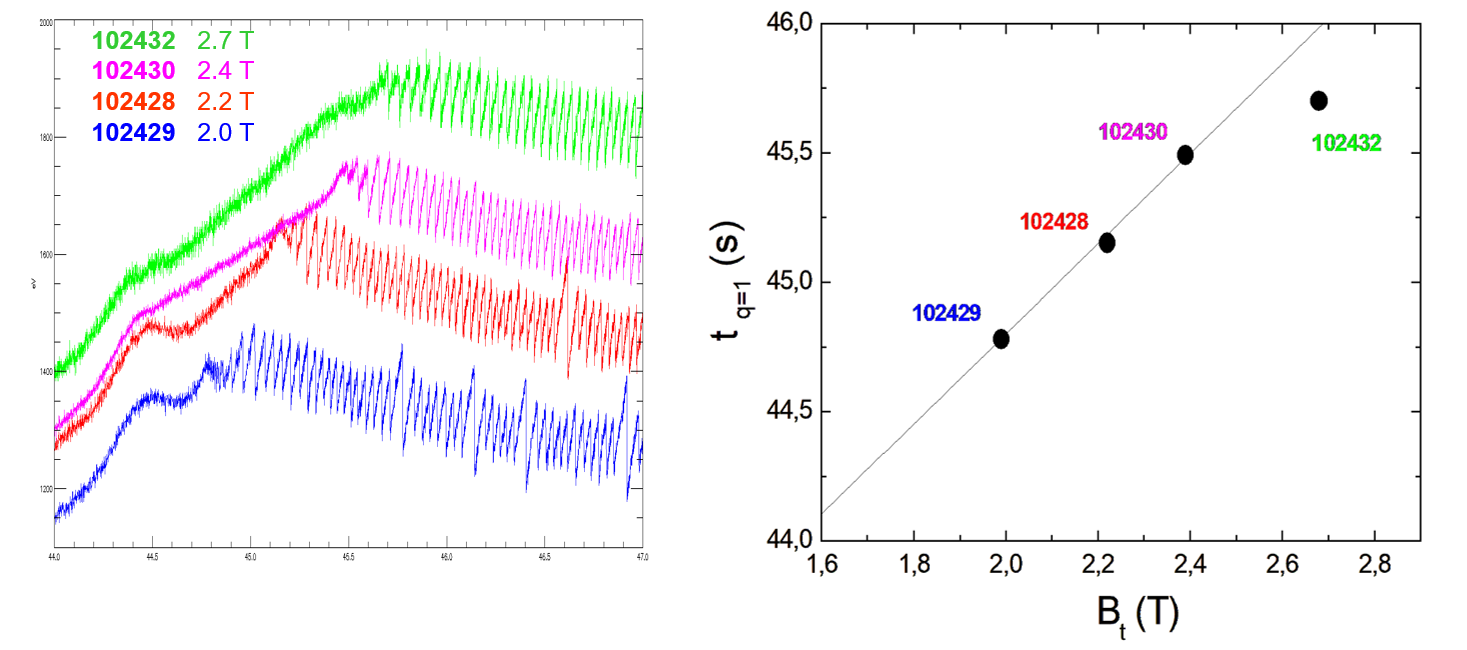 2000
102432 2.7 T
102430 2.4 T
102428 2.2 T
102429 2.0 T
1800
1600
eV
1400
1200
44.0 44.5 45.0 45.5 46.0 46.5 47.0
46,0
45,5
45,0
44,5
44,0
t q=1 (s)
102430
102432
102428
102429
1,6 1,8 2,0 2,2 2,4 2,6 2,8
Bt (T)